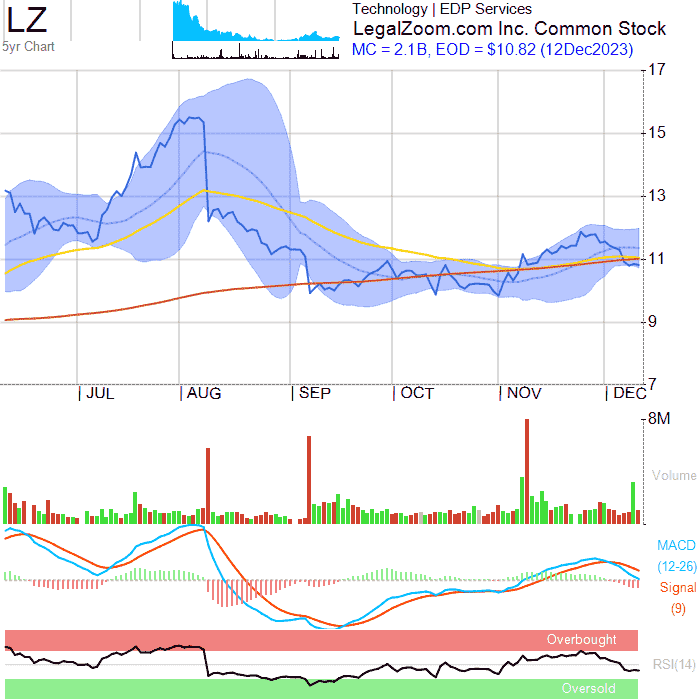 LZ
5yr Chart
Technology | EDP Services
LegalZoom.com Inc. Common Stock
MC = 2.1B, EOD = $10.82 (12Dec2023)
17
15
13
11
9
7
JUL
AUG
SEP
OCT
NOV
DEC
8M
Volume
MACD
(12-26)
Signal
(9)
Overbought
RSI(14)
Oversold